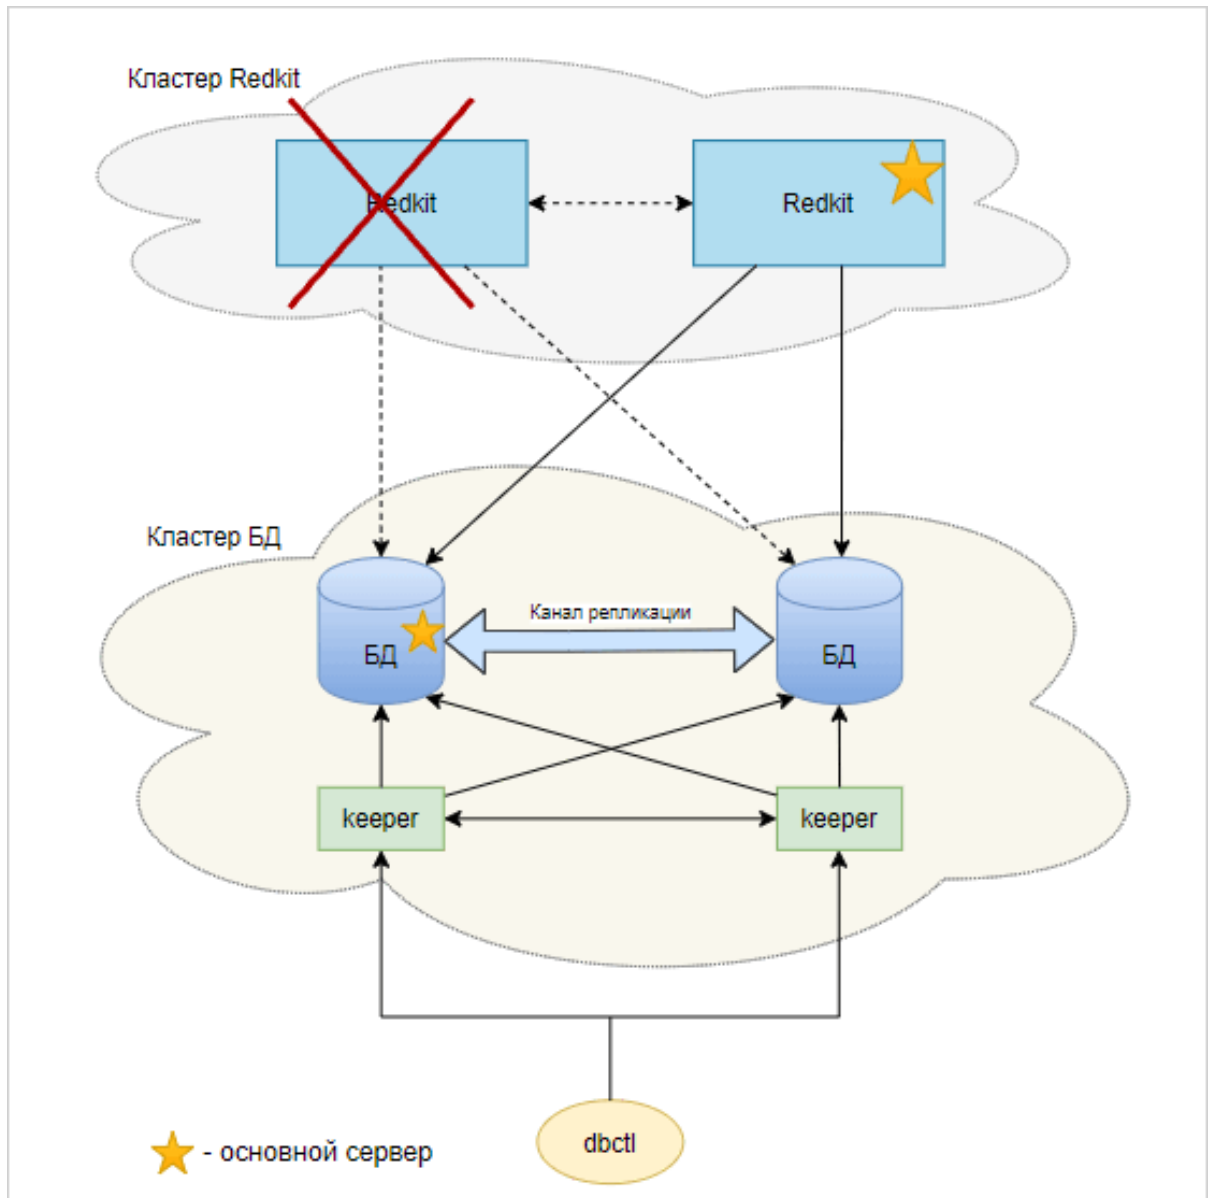 Кластер Redkit
Redkit
Redkit
Кластер БД
Канал репликации
БД
БД
keeper
keeper
dbctl
- основной сервер